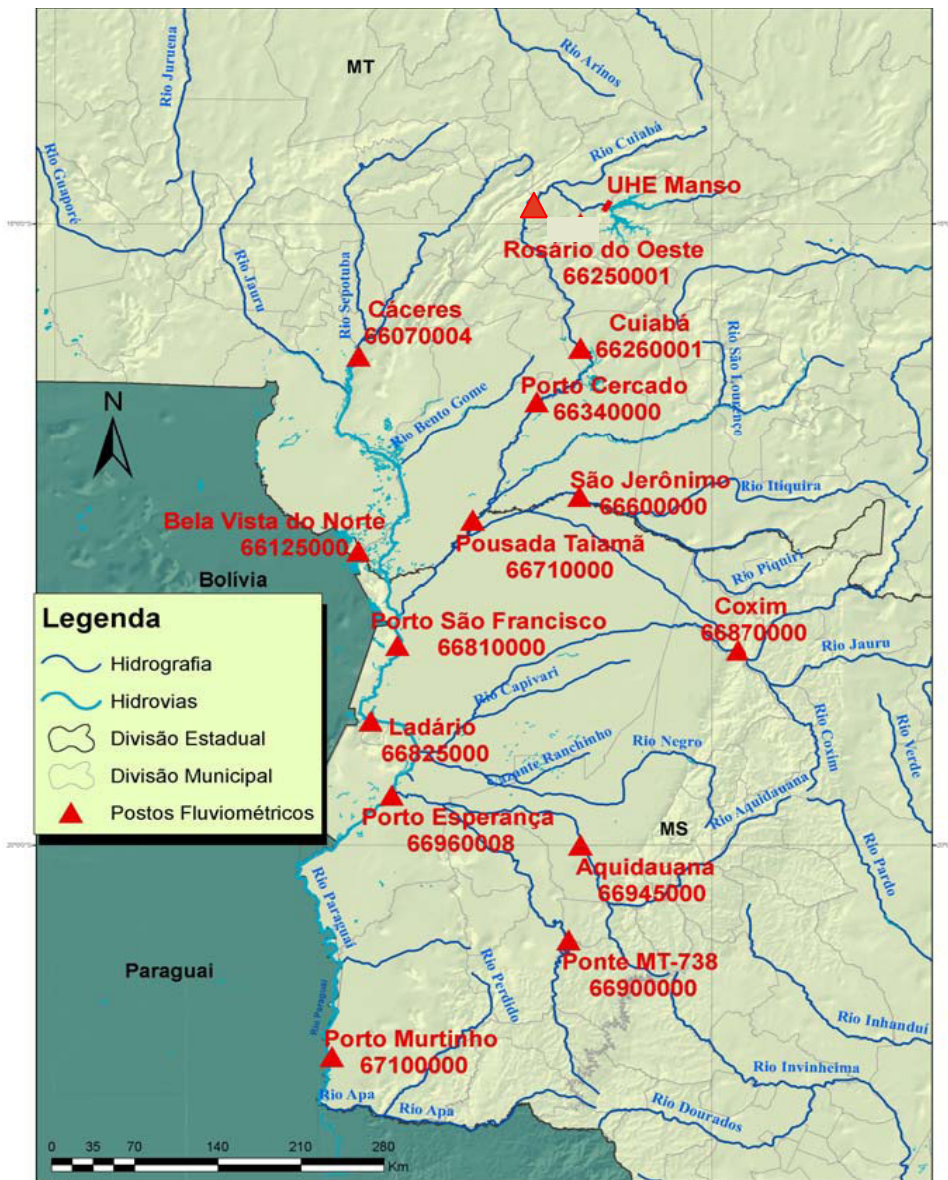 MT
Rio Juruena
Rio Arinos
Rio Guaporé
Rio Cuiabá
UHE Manso
Rosário do Oeste
66250001
Rio Jauru
Rio Sepotuba
Cáceres
66070004
Cuiabá
66260001
Rio São Lourenço
Porto Cercado
66340000
N
Rio Bento Gome
São Jerônimo
66600000
Rio Itiquira
Bela Vista do Norte
66125000
Pousada Taiamã
66710000
Rio Piquiri
Bolívia
Coxim
66870000
Porto São Francisco
66810000
Rio Jauru
Rio Capivari
Rio Coxim
Rio Verde
Ladário
66825000
Rio Negro
Ranchinho
Rio Aquidauana
Porto Esperança
66960008
MS
Rio Pardo
Aquidauana
66945000
Legenda
Hidrografia
Hidrovias
Divisão Estadual
Divisão Municipal
Postos Fluviométricos
Rio Paraguai
Ponte MT-738
66900000
Paraguai
Rio Perdido
Rio Paraguai
Rio Inhanduí
Porto Murtinho
67100000
Rio Invinheima
Rio Apa
Rio Apa
Rio Dourados
0 35 70 140 210 280
Km